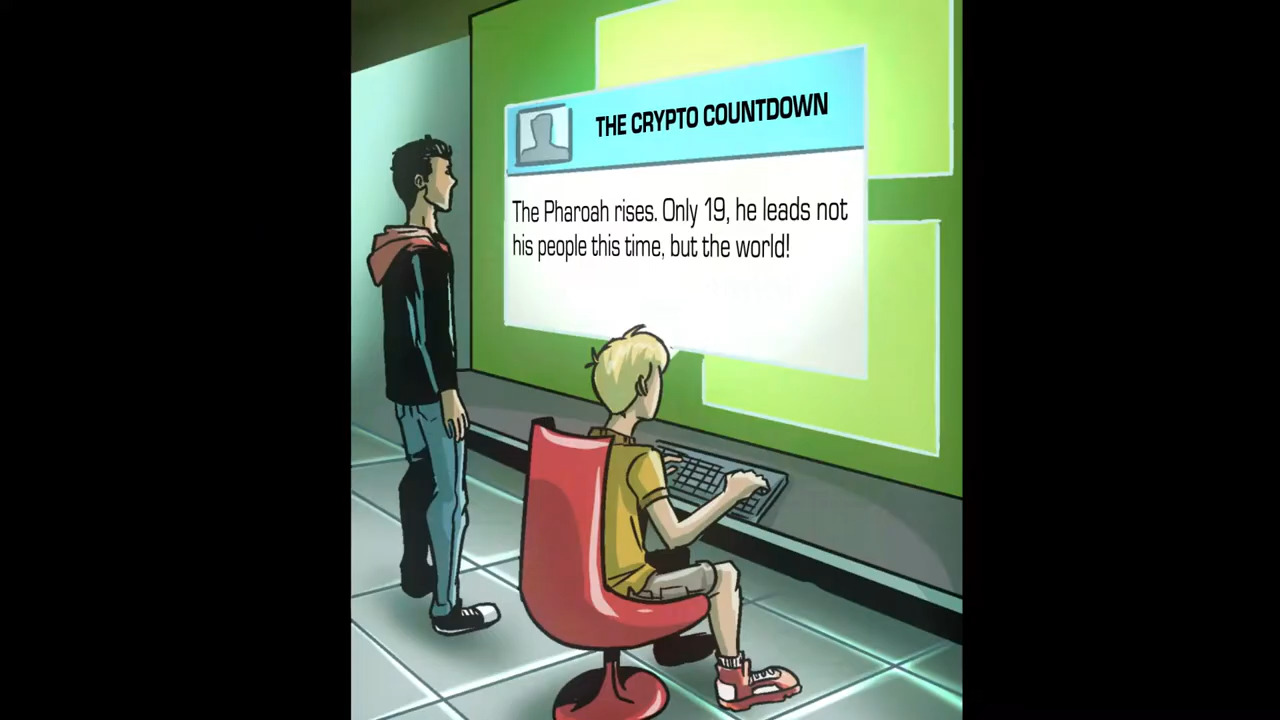 THE CRYPTO COUNTDOWN
The Pharoah rises. Only 19, he leads not
his people this time, but the world!